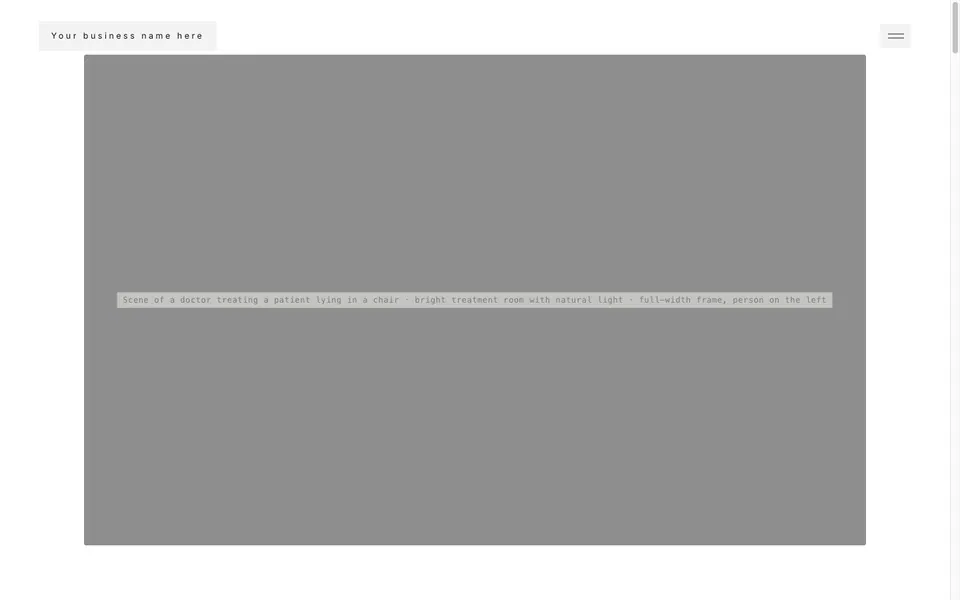 Your business name here
Scene of a doctor treating a patient lying in a chair · bright treatment room with natural light · full-width frame, person on the left